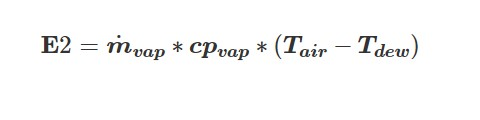 E2 = ṁ_vap * cp_vap * (T_air − T_dew)